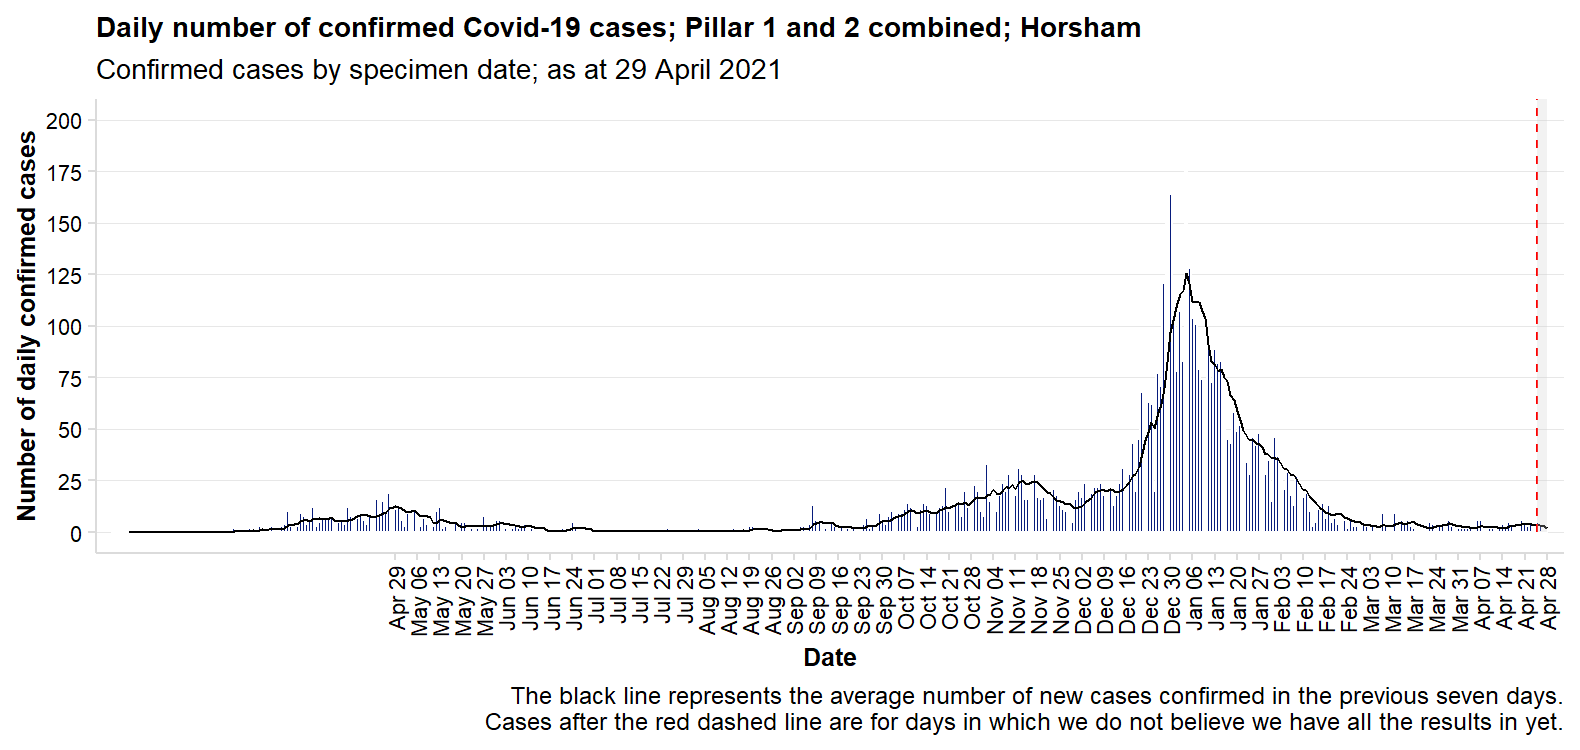 Daily number of confirmed Covid-19 cases; Pillar 1 and 2 combined; Horsham
Confirmed cases by specimen date; as at 29 April 2021
Number of daily confirmed cases
200
175
150
125
100
75
50
25
0
Apr 29
May 06
May 13
May 20
May 27
Jun 03
Jun 10
Jun 17
Jun 24
Jul 01
Jul 08
Jul 15
Jul 22
Jul 29
Aug 05
Aug 12
Aug 19
Aug 26
Sep 02
Sep 09
Sep 16
Sep 23
Sep 30
Oct 07
Oct 14
Oct 21
Oct 28
Nov 04
Nov 11
Nov 18
Nov 25
Dec 02
Dec 09
Dec 16
Dec 23
Dec 30
Jan 06
Jan 13
Jan 20
Jan 27
Feb 03
Feb 10
Feb 17
Feb 24
Mar 03
Mar 10
Mar 17
Mar 24
Mar 31
Apr 07
Apr 14
Apr 21
Apr 28
Date
The black line represents the average number of new cases confirmed in the previous seven days.
Cases after the red dashed line are for days in which we do not believe we have all the results in yet.